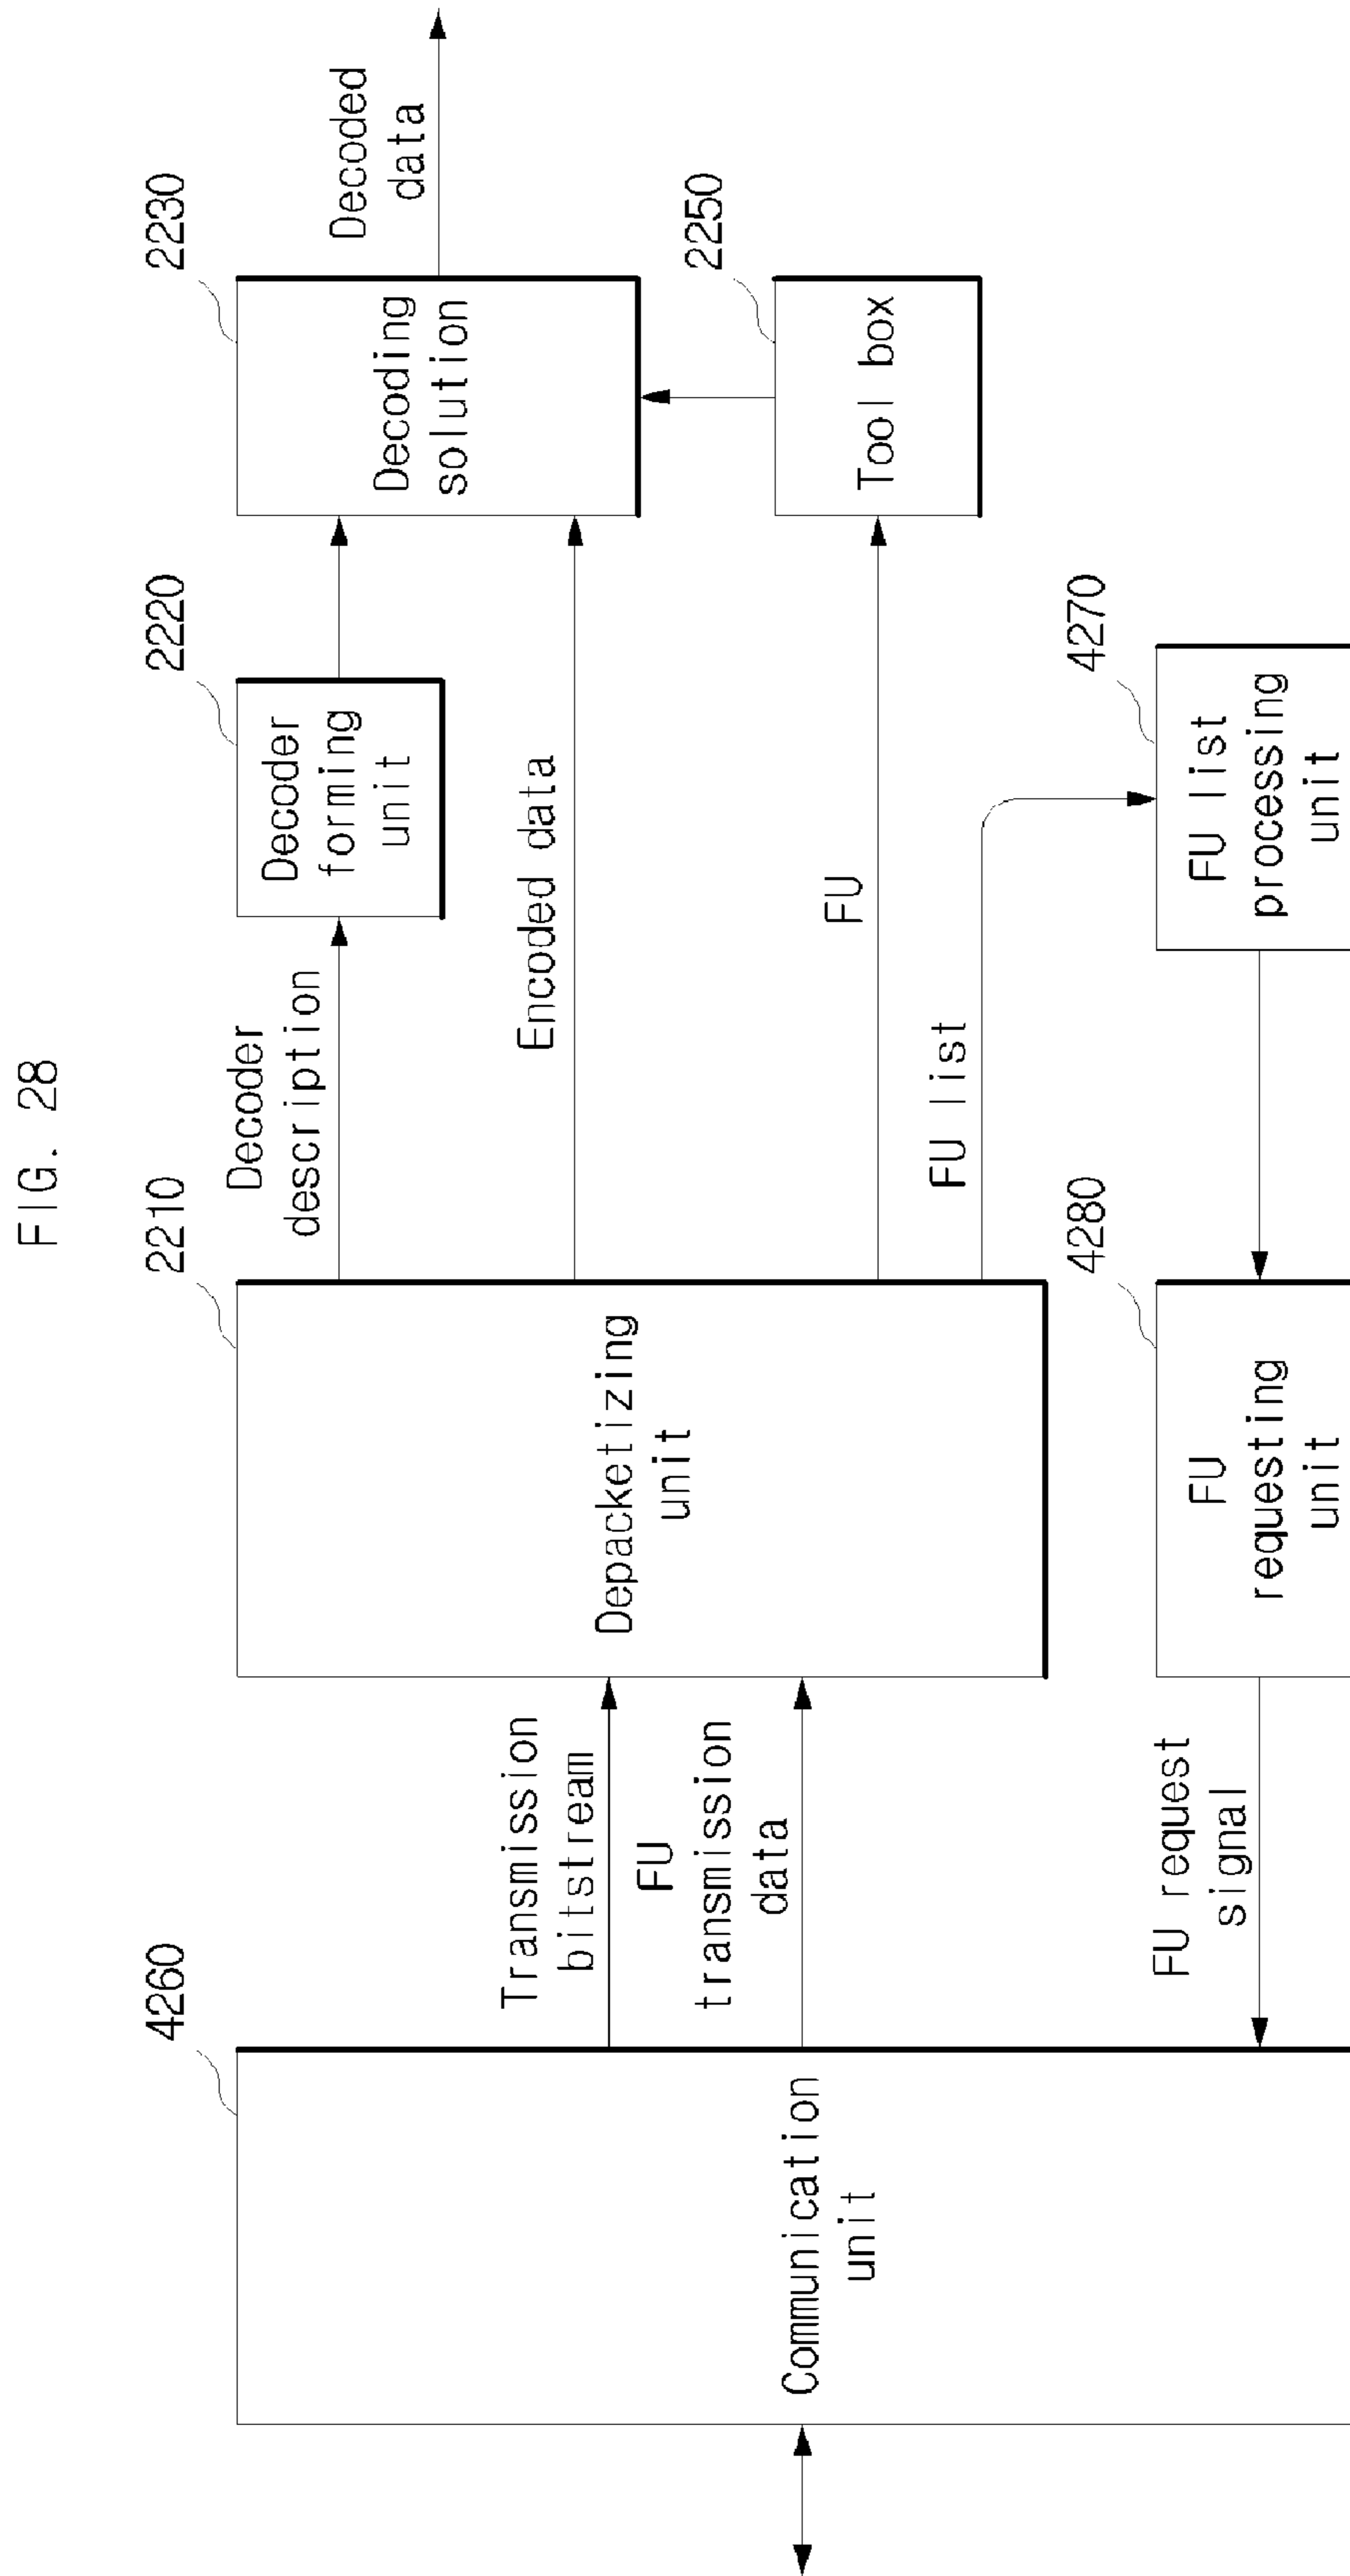 FIG. 28
4260
Communication
unit
Transmission
bitstream
FU
transmission
data
FU request
signal
2210
Depacketizing
unit
4280
FU
requesting
unit
Decoder
description
Encoded data
FU
FU list
2220
Decoder
forming
unit
4270
FU list
processing
unit
2230
Decoding
solution
2250
Tool box
Decoded
data